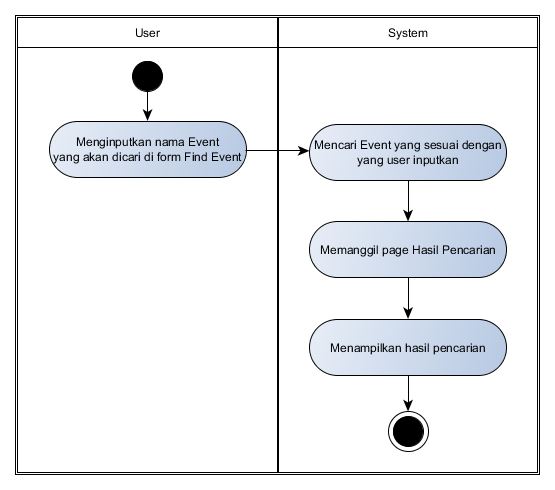 User
System
Menginputkan nama Event
yang akan dicari di form Find Event
Mencari Event yang sesuai dengan
yang user inputkan
Memanggil page Hasil Pencarian
Menampilkan hasil pencarian